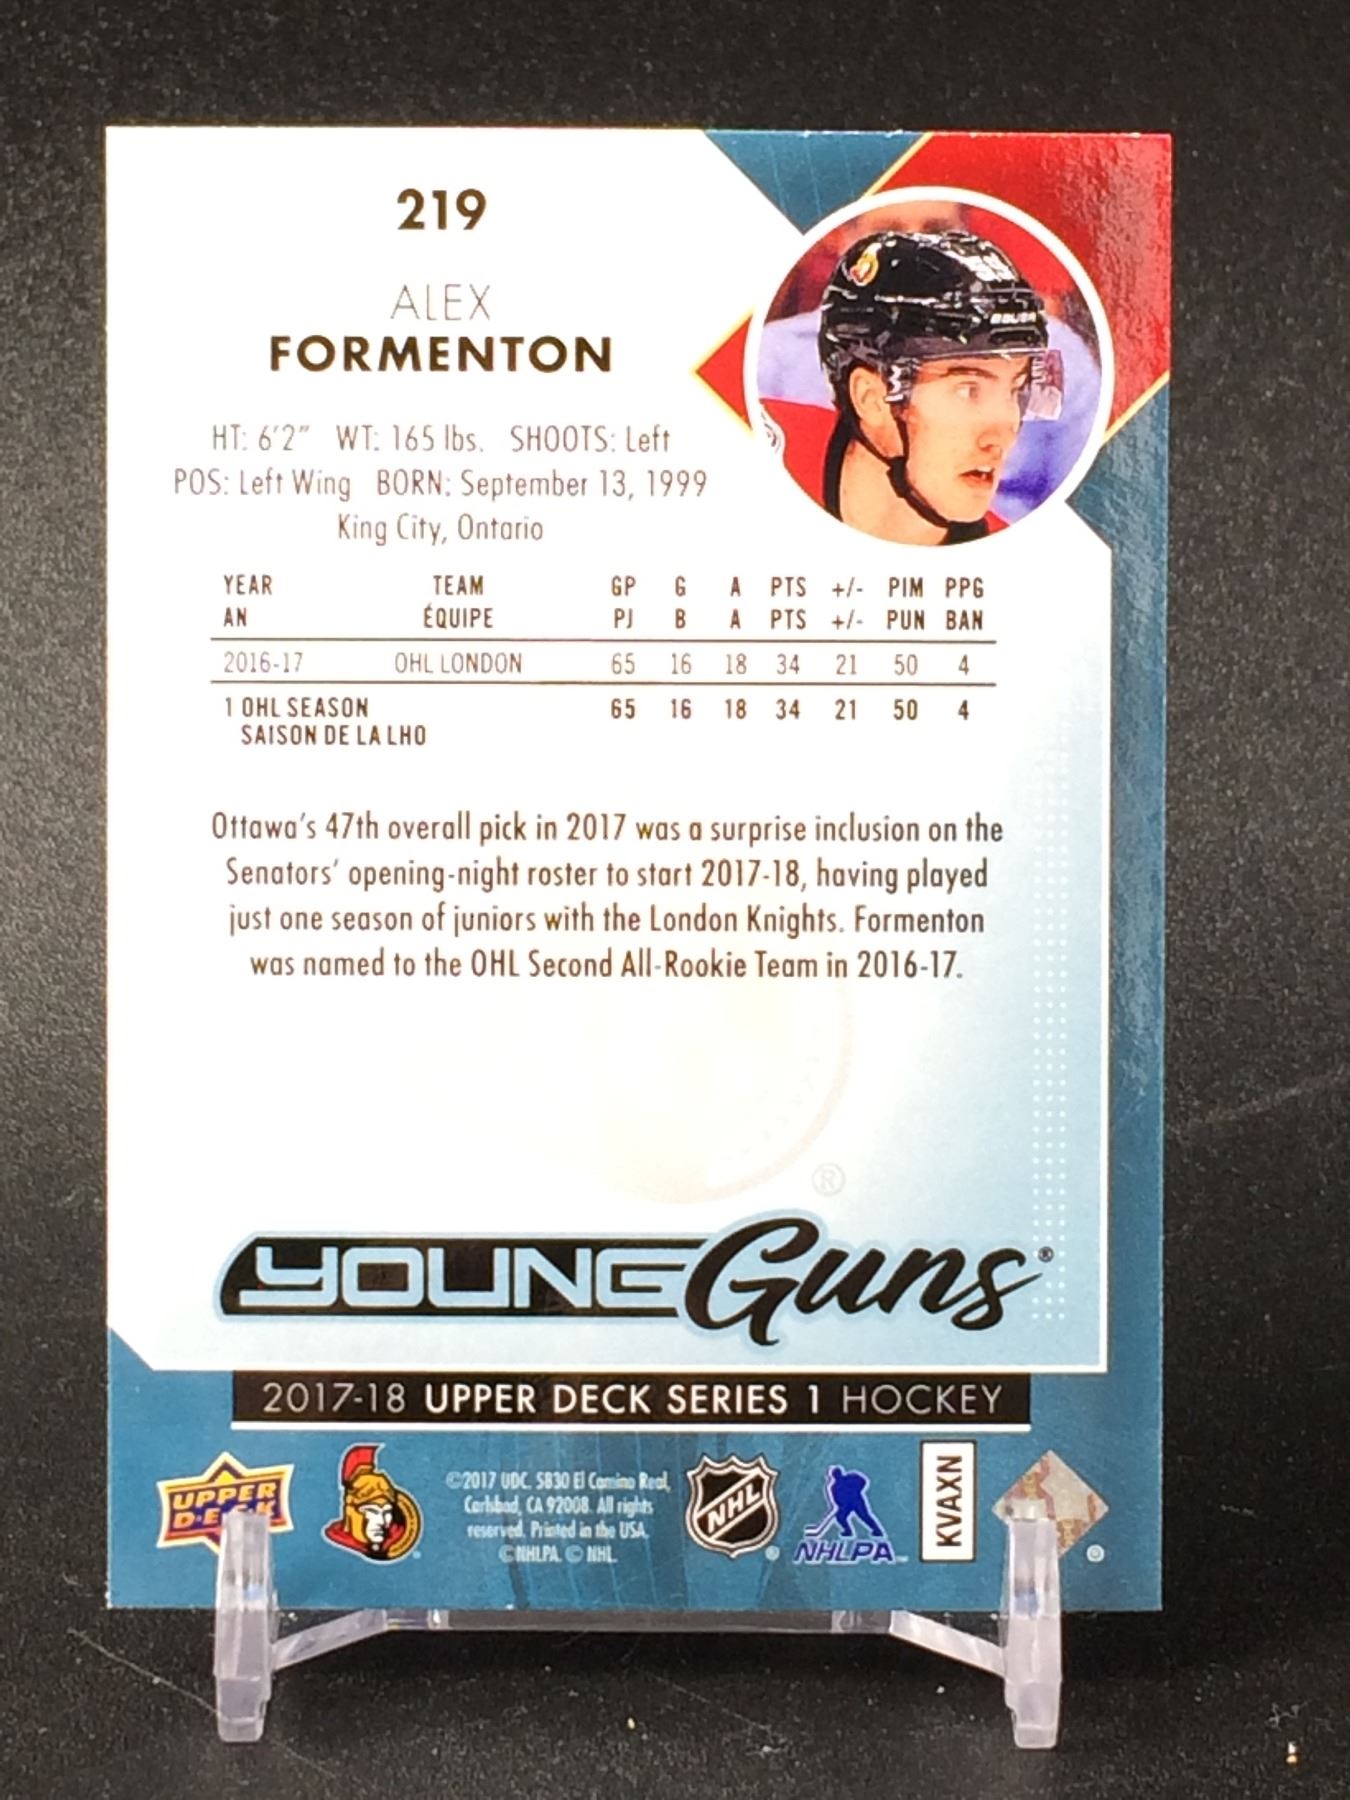 219
ALEX
FORMENTON
BAUER
HT: 6'2" WT: 165 lbs. SHOOTS: Left
POS: Left Wing BORN: September 13, 1999
King City, Ontario
YEAR TEAM GP G A PTS +/- PIM PPG
AN ÉQUIPE PJ B A PTS +/- PUN BAN
2016-17 OHL LONDON 65 16 18 34 21 50 4
1 OHL SEASON 65 16 18 34 21 50 4
SAISON DE LA LHO
Ottawa's 47th overall pick in 2017 was a surprise inclusion on the
Senators' opening-night roster to start 2017-18, having played
just one season of juniors with the London Knights. Formenton
was named to the OHL Second All-Rookie Team in 2016-17.
®
YOUNG Guns®
2017-18 UPPER DECK SERIES 1 HOCKEY
UPPER
DECK
©2017 UDC. 5830 El Camino Real,
Carlsbad, CA 92008. All rights
reserved. Printed in the USA.
©NHLPA. © NHL.
NHL
NHLPA
KVAXN